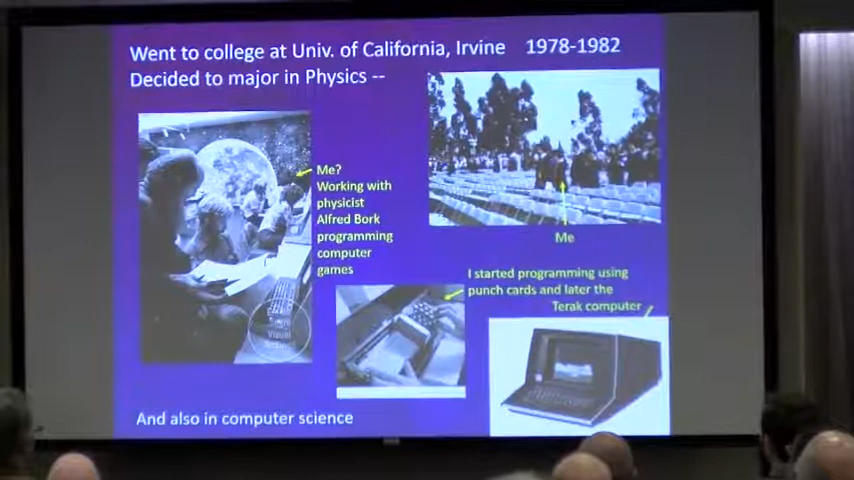 Went to college at Univ. of California, Irvine 1978-1982
Decided to major in Physics --
Me?
Working with
physicist
Alfred Bork
programming
computer
games
Me
I started programming using
punch cards and later the
Terak computer
Visual
And also in computer science